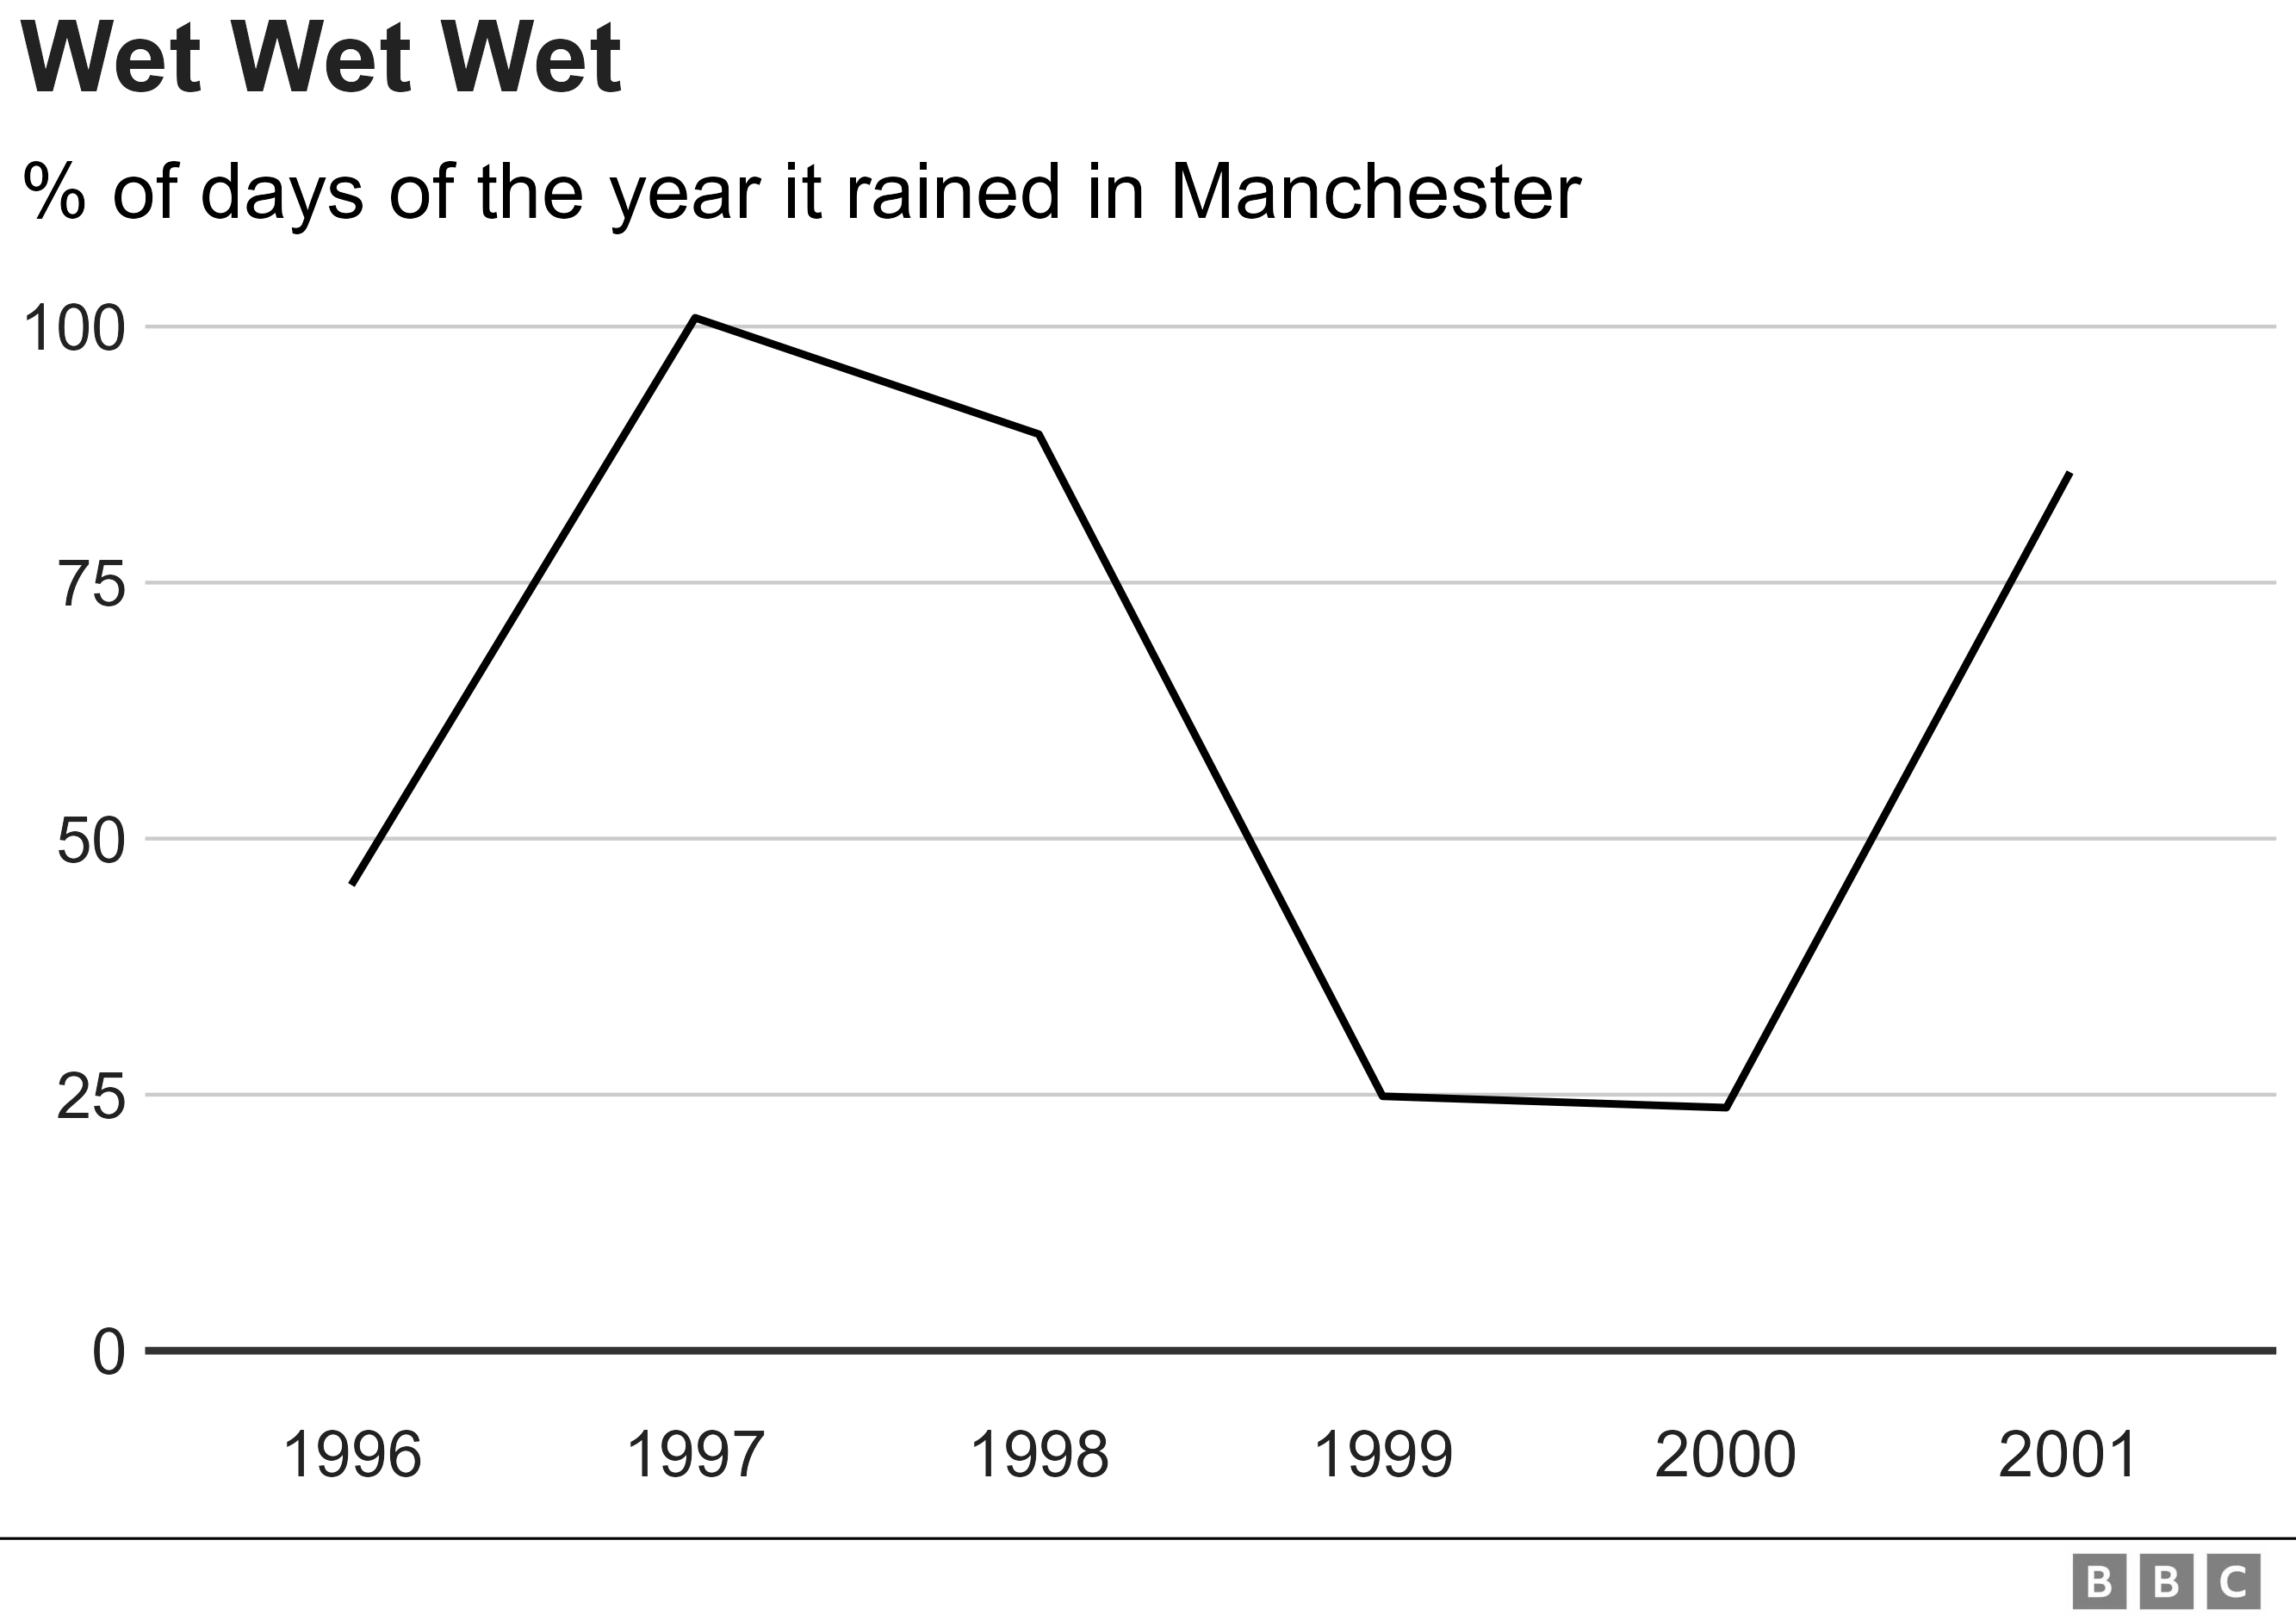 Wet Wet Wet
% of days of the year it rained in Manchester
100
75
50
25
0
1996 1997 1998 1999 2000 2001
BBC